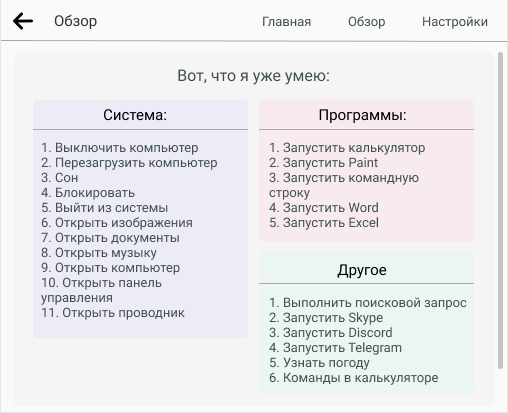 Обзор
Главная
Обзор
Настройки
Вот, что я уже умею:
Система:
1. Выключить компьютер
2. Перезагрузить компьютер
3. Сон
4. Блокировать
5. Выйти из системы
6. Открыть изображения
7. Открыть документы
8. Открыть музыку
9. Открыть компьютер
10. Открыть панель
управления
11. Открыть проводник
Программы:
1. Запустить калькулятор
2. Запустить Paint
3. Запустить командную
строку
4. Запустить Word
5. Запустить Excel
Другое
1. Выполнить поисковой запрос
2. Запустить Skype
3. Запустить Discord
4. Запустить Telegram
5. Узнать погоду
6. Команды в калькуляторе